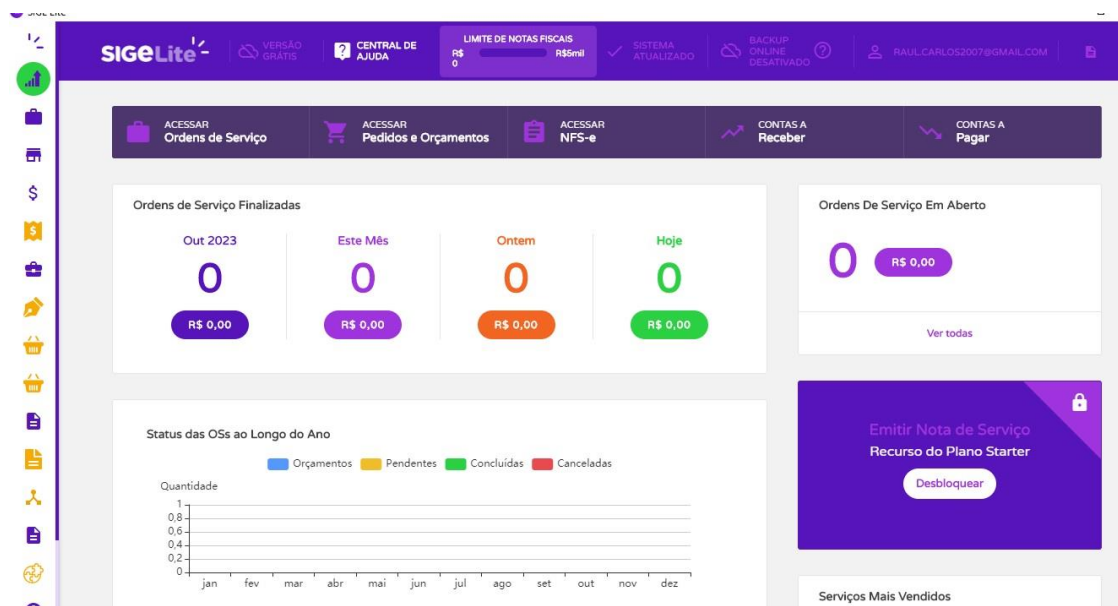 SIGELite
VERSÃO
GRÁTIS
CENTRAL DE
AJUDA
LIMITE DE NOTAS FISCAIS
R$
0
R$5mil
SISTEMA
ATUALIZADO
BACKUP
ONLINE
DESATIVADO
RAUL.CARLOS2007@GMAIL.COM
ACESSAR
Ordens de Serviço
ACESSAR
Pedidos e Orçamentos
ACESSAR
NFS-e
CONTAS A
Receber
CONTAS A
Pagar
Ordens de Serviço Finalizadas
Out 2023
0
R$ 0,00
Este Mês
0
R$ 0,00
Ontem
0
R$ 0,00
Hoje
0
R$ 0,00
Ordens De Serviço Em Aberto
0
R$ 0,00
Ver todas
Emitir Nota de Serviço
Recurso do Plano Starter
Desbloquear
Status das OSs ao Longo do Ano
Orçamentos Pendentes Concluídas Canceladas
Quantidade
1
0,8
0,6
0,4
0,2
0
jan fev mar abr mai jun jul ago set out nov dez
Serviços Mais Vendidos